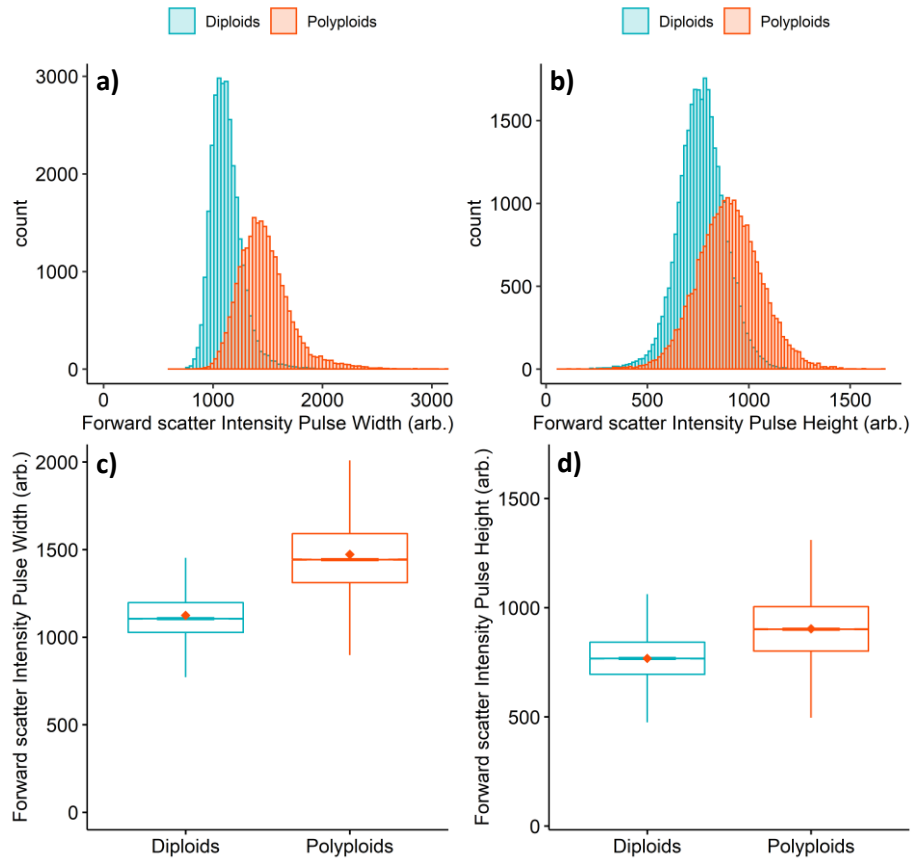 Diploids Polyploids
Diploids Polyploids
a)
3000
2000
1000
0
count
0 1000 2000 3000
Forward scatter Intensity Pulse Width (arb.)
b)
1500
1000
500
0
count
0 500 1000 1500
Forward scatter Intensity Pulse Height (arb.)
c)
2000
1500
1000
500
0
Forward scatter Intensity Pulse Width (arb.)
Diploids Polyploids
d)
1500
1000
500
0
Forward scatter Intensity Pulse Height (arb.)
Diploids Polyploids